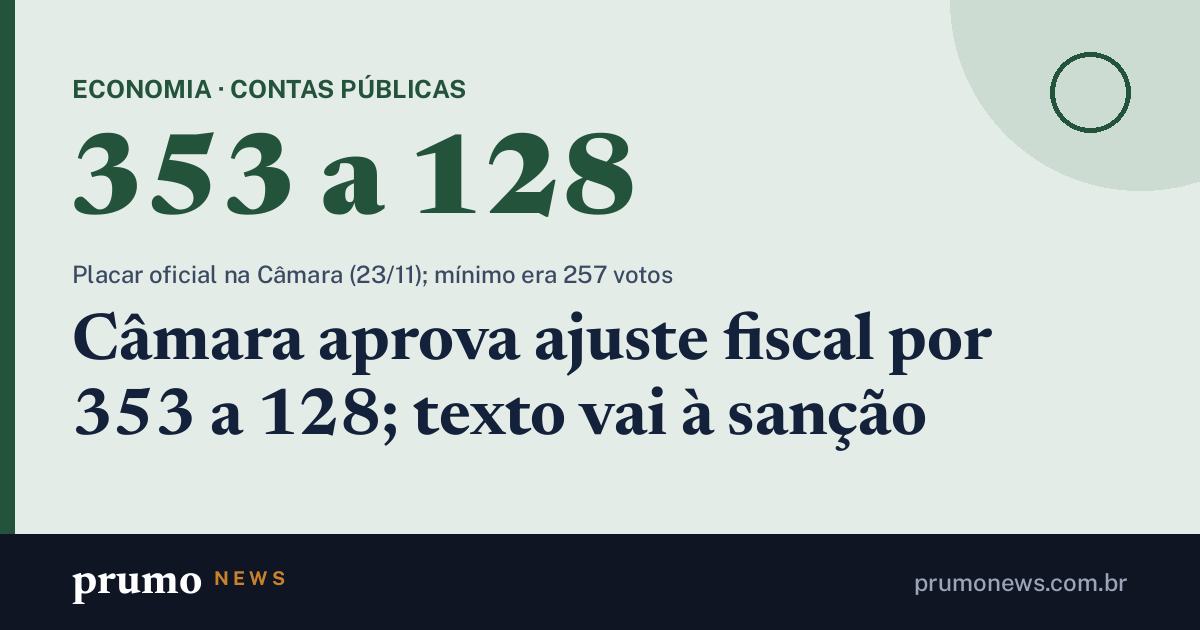 ECONOMIA · CONTAS PÚBLICAS
353 a 128
Placar oficial na Câmara (23/11); mínimo era 257 votos
Câmara aprova ajuste fiscal por
353 a 128; texto vai à sanção
prumo NEWS
prumonews.com.br